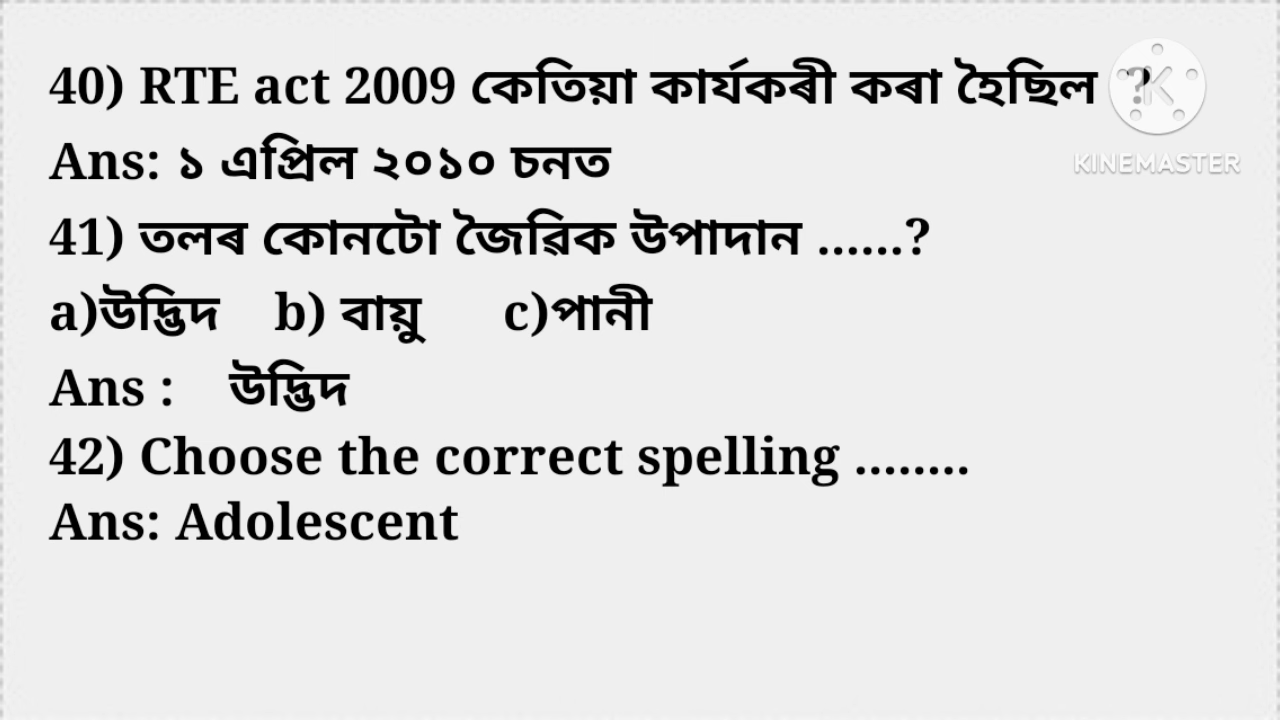 40) RTE act 2009 কেতিয়া কাৰ্যকৰী কৰা হৈছিল ?
KINEMASTER
Ans: ১ এপ্ৰিল ২০১০ চনত
41) তলৰ কোনটো জৈৱিক উপাদান ......?
a)উদ্ভিদ b) বায়ু c)পানী
Ans : উদ্ভিদ
42) Choose the correct spelling ........
Ans: Adolescent